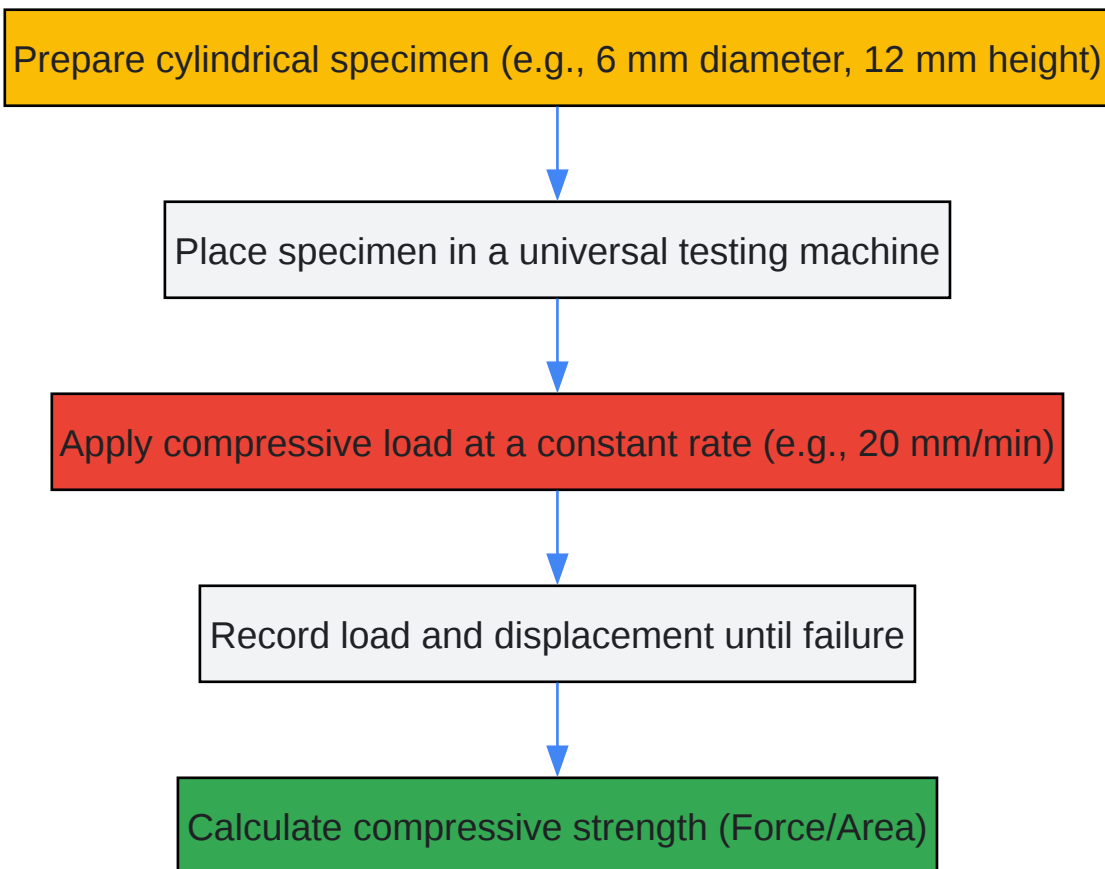 Prepare cylindrical specimen (e.g., 6 mm diameter, 12 mm height)
Place specimen in a universal testing machine
Apply compressive load at a constant rate (e.g., 20 mm/min)
Record load and displacement until failure
Calculate compressive strength (Force/Area)